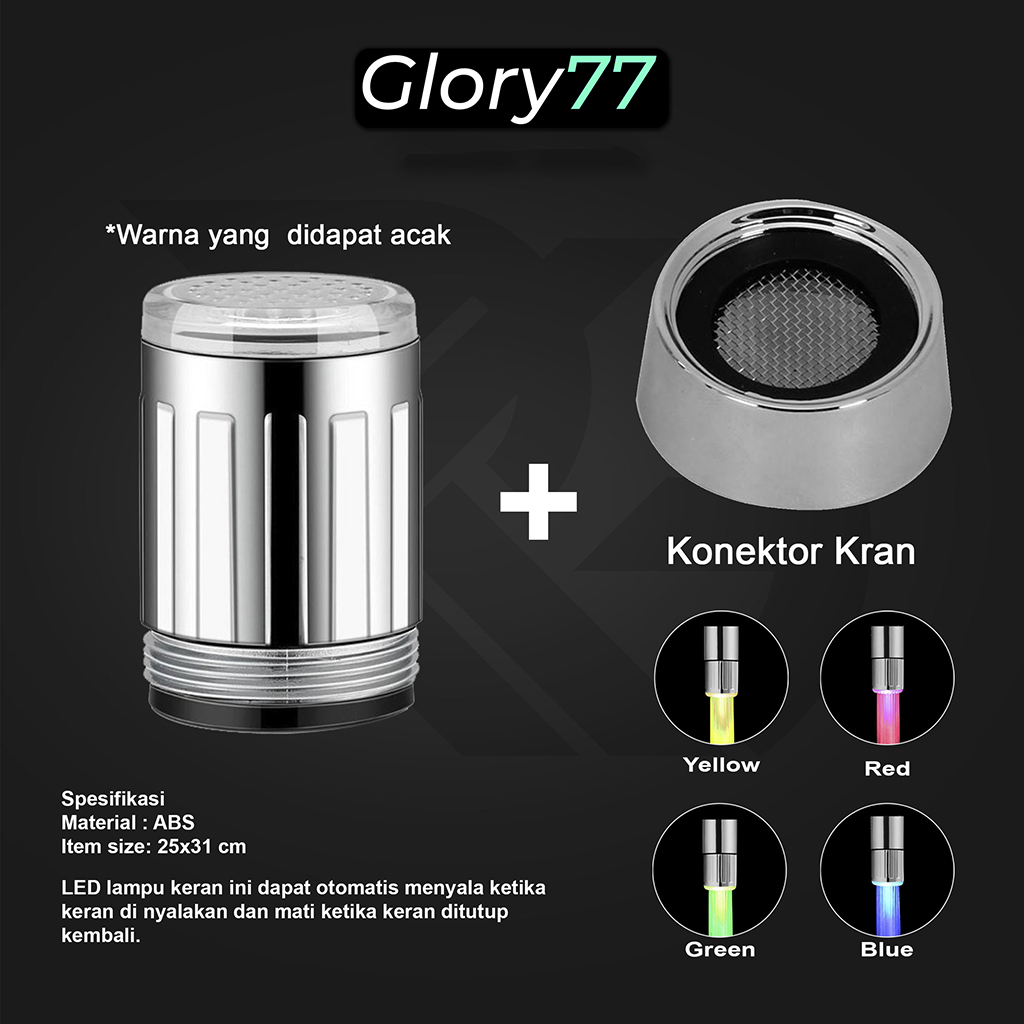 Glory77
*Warna yang  didapat acak
Konektor Kran
Yellow
Red
Green
Blue
Spesifikasi
Material : ABS
Item size: 25x31 cm
LED lampu keran ini dapat otomatis menyala ketika
keran di nyalakan dan mati ketika keran ditutup
kembali.